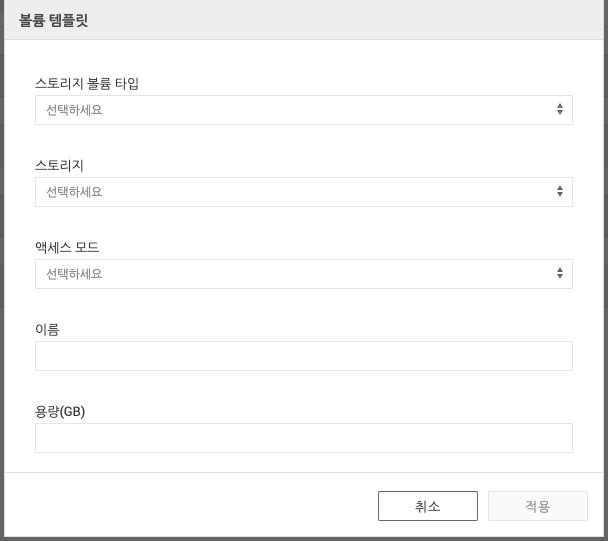 볼륨 템플릿
스토리지 볼륨 타입
선택하세요
스토리지
선택하세요
액세스 모드
선택하세요
이름
용량(GB)
취소
적용